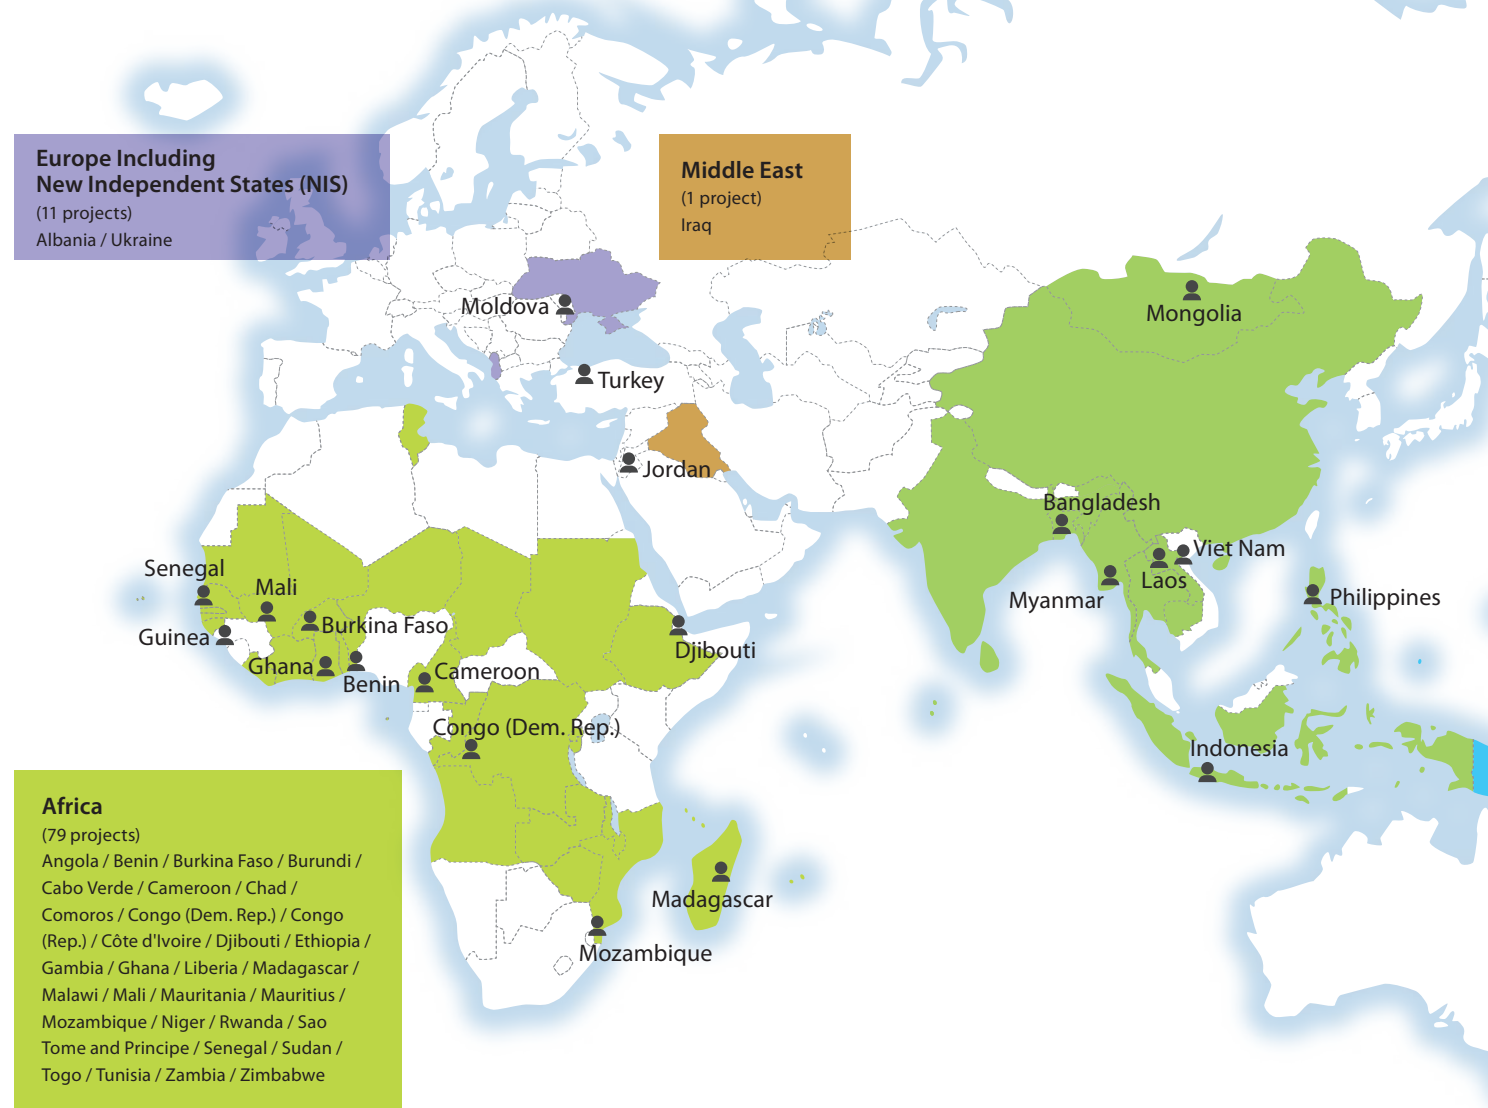 Europe Including
New Independent States (NIS)
(11 projects)
Albania / Ukraine
Middle East
(1 project)
Iraq
Moldova
Mongolia
Turkey
Jordan
Bangladesh
Viet Nam
Laos
Senegal
Mali
Myanmar
Philippines
Burkina Faso
Guinea
Djibouti
Ghana
Benin
Cameroon
Congo (Dem. Rep.)
Indonesia
Madagascar
Mozambique
Africa
(79 projects)
Angola / Benin / Burkina Faso / Burundi /
Cabo Verde / Cameroon / Chad /
Comoros / Congo (Dem. Rep.) / Congo
(Rep.) / Côte d'Ivoire / Djibouti / Ethiopia /
Gambia / Ghana / Liberia / Madagascar /
Malawi / Mali / Mauritania / Mauritius /
Mozambique / Niger / Rwanda / Sao
Tome and Principe / Senegal / Sudan /
Togo / Tunisia / Zambia / Zimbabwe